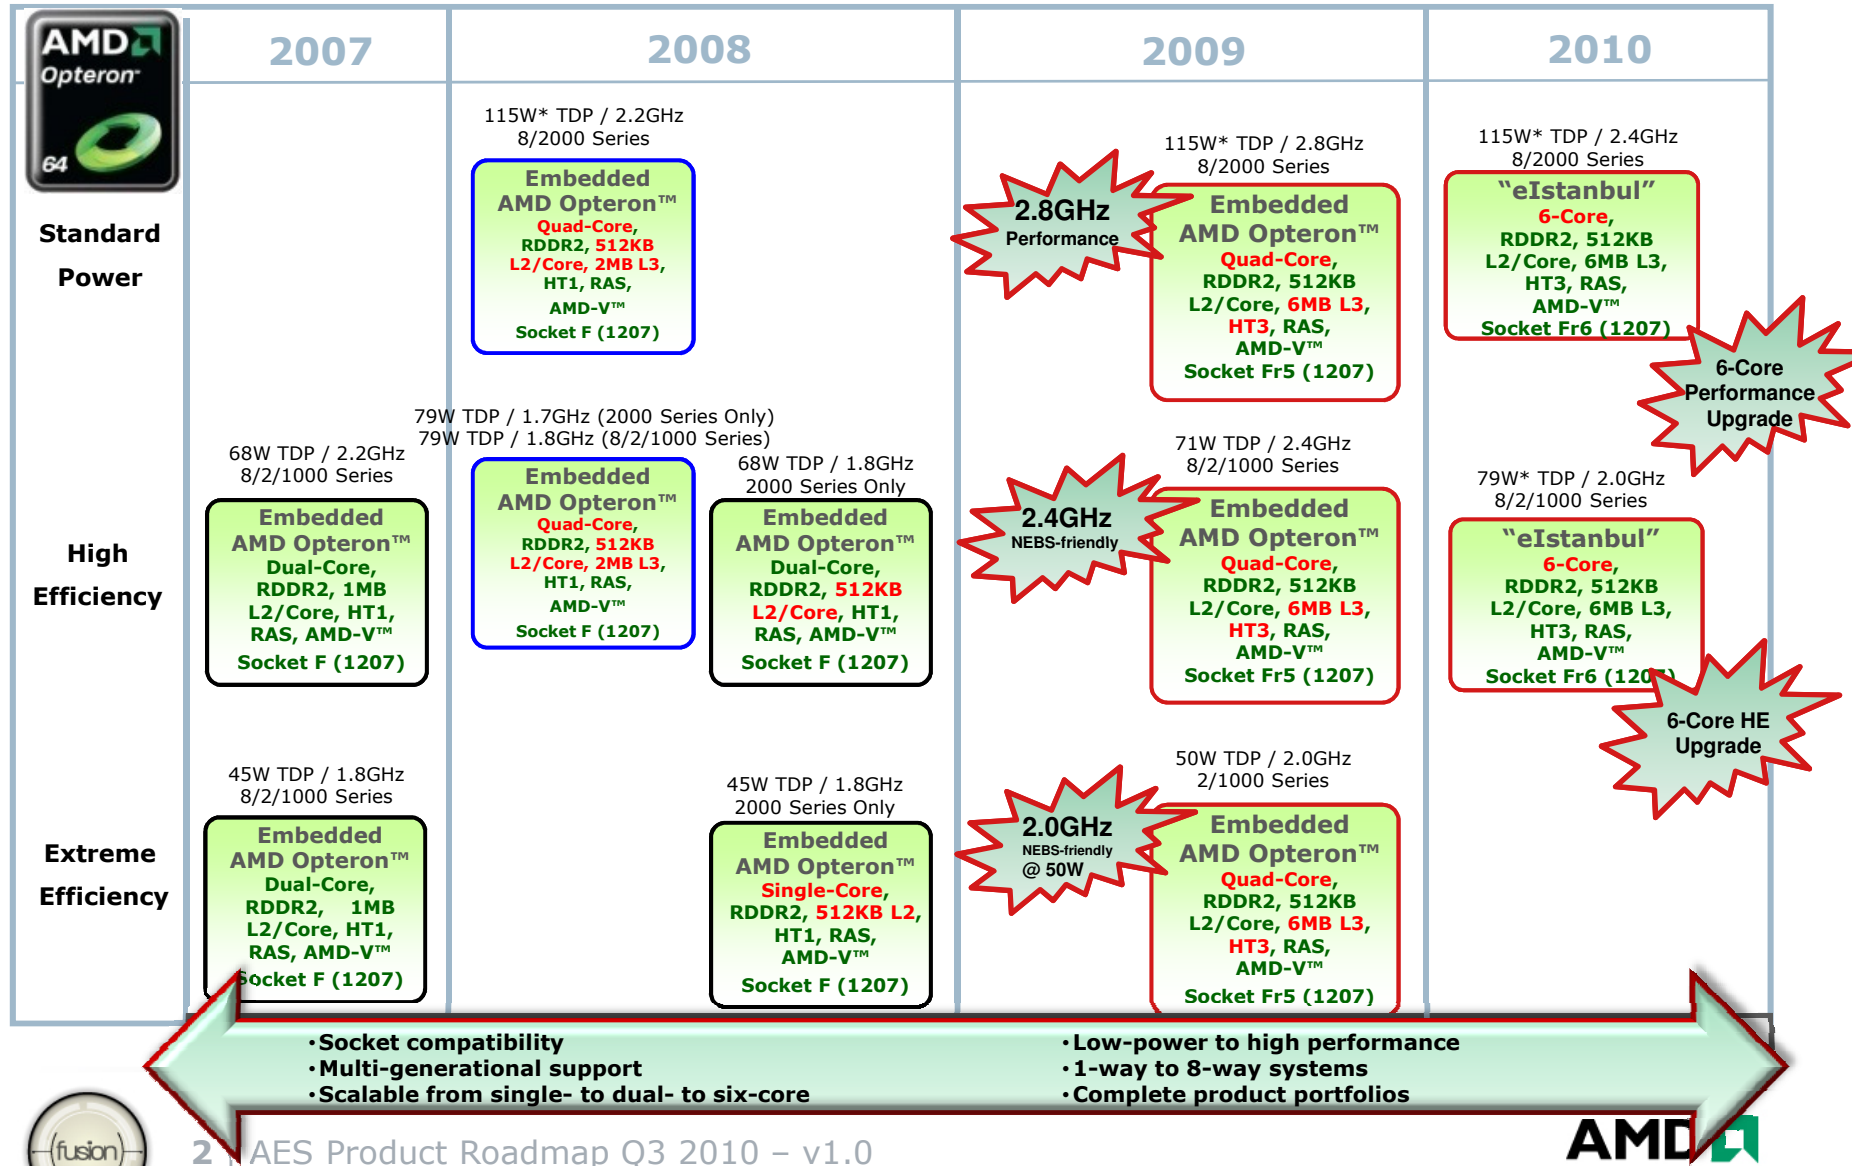 AMD
Opteron™
64
2007
2008
2009
2010
Standard
Power
115W* TDP / 2.2GHz
8/2000 Series
Embedded
AMD Opteron™
Quad-Core,
RDDR2, 512KB
L2/Core, 2MB L3,
HT1, RAS,
AMD-V™
Socket F (1207)
2.8GHz
Performance
115W* TDP / 2.8GHz
8/2000 Series
Embedded
AMD Opteron™
Quad-Core,
RDDR2, 512KB
L2/Core, 6MB L3,
HT3, RAS,
AMD-V™
Socket Fr5 (1207)
115W* TDP / 2.4GHz
8/2000 Series
“eIstanbul”
6-Core,
RDDR2, 512KB
L2/Core, 6MB L3,
HT3, RAS,
AMD-V™
Socket Fr6 (1207)
6-Core
Performance
Upgrade
High
Efficiency
68W TDP / 2.2GHz
8/2/1000 Series
Embedded
AMD Opteron™
Dual-Core,
RDDR2, 1MB
L2/Core, HT1,
RAS, AMD-V™
Socket F (1207)
79W TDP / 1.7GHz (2000 Series Only)
79W TDP / 1.8GHz (8/2/1000 Series)
Embedded
AMD Opteron™
Quad-Core,
RDDR2, 512KB
L2/Core, 2MB L3,
HT1, RAS,
AMD-V™
Socket F (1207)
68W TDP / 1.8GHz
2000 Series Only
Embedded
AMD Opteron™
Dual-Core,
RDDR2, 512KB
L2/Core, HT1,
RAS, AMD-V™
Socket F (1207)
2.4GHz
NEBS-friendly
71W TDP / 2.4GHz
8/2/1000 Series
Embedded
AMD Opteron™
Quad-Core,
RDDR2, 512KB
L2/Core, 6MB L3,
HT3, RAS,
AMD-V™
Socket Fr5 (1207)
79W* TDP / 2.0GHz
8/2/1000 Series
“eIstanbul”
6-Core,
RDDR2, 512KB
L2/Core, 6MB L3,
HT3, RAS,
AMD-V™
Socket Fr6 (1207)
6-Core HE
Upgrade
Extreme
Efficiency
45W TDP / 1.8GHz
8/2/1000 Series
Embedded
AMD Opteron™
Dual-Core,
RDDR2, 1MB
L2/Core, HT1,
RAS, AMD-V™
Socket F (1207)
45W TDP / 1.8GHz
2000 Series Only
Embedded
AMD Opteron™
Single-Core,
RDDR2, 512KB L2,
HT1, RAS,
AMD-V™
Socket F (1207)
2.0GHz
NEBS-friendly
@ 50W
50W TDP / 2.0GHz
2/1000 Series
Embedded
AMD Opteron™
Quad-Core,
RDDR2, 512KB
L2/Core, 6MB L3,
HT3, RAS,
AMD-V™
Socket Fr5 (1207)
·Socket compatibility
·Multi-generational support
·Scalable from single- to dual- to six-core
·Low-power to high performance
·1-way to 8-way systems
·Complete product portfolios
fusion
2 | AES Product Roadmap Q3 2010 – v1.0
AMD